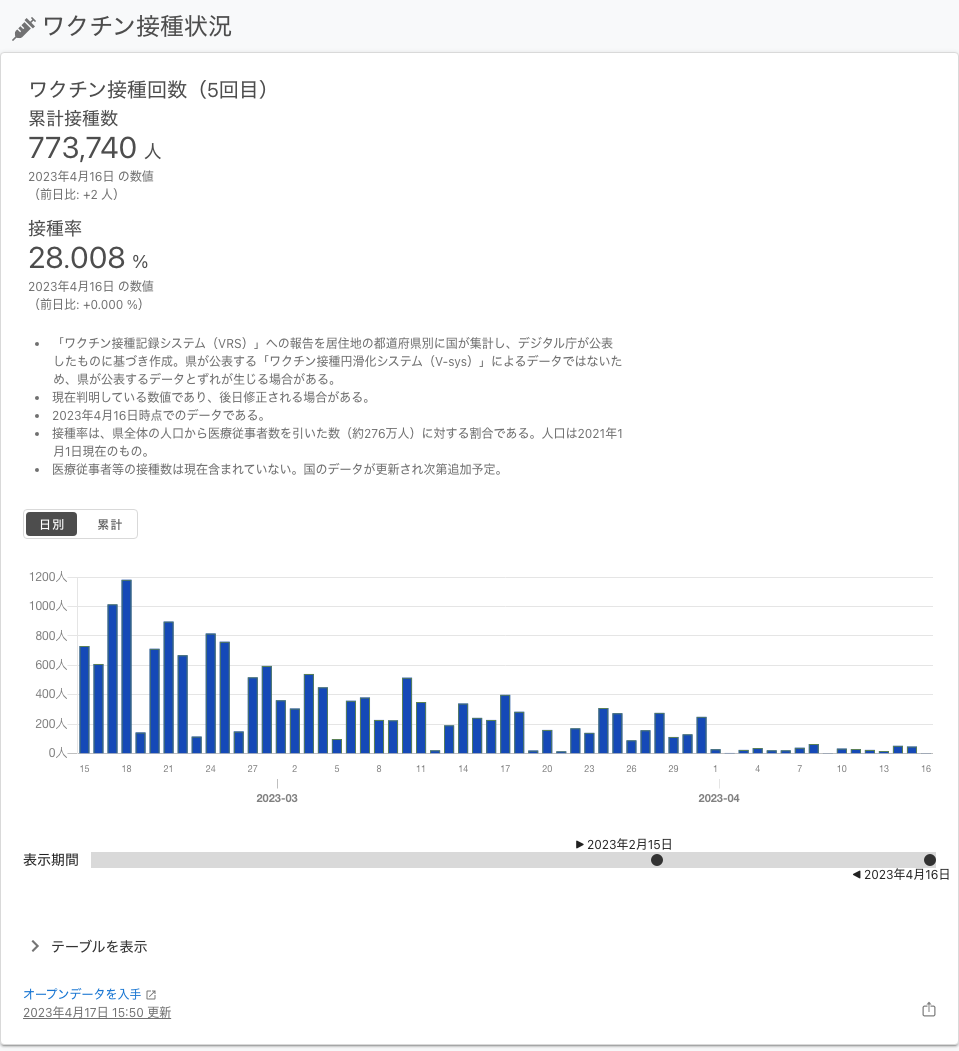 ワクチン接種状況
ワクチン接種回数（5回目）
累計接種数
773,740 人
2023年4月16日 の数値
（前日比: +2 人）
接種率
28.008 %
2023年4月16日 の数値
（前日比: +0.000 %）
• 「ワクチン接種記録システム（VRS）」への報告を居住地の都道府県別に国が集計し、デジタル庁が公表
したものに基づき作成。県が公表する「ワクチン接種円滑化システム（V-sys）」によるデータではないた
め、県が公表するデータとずれが生じる場合がある。
• 現在判明している数値であり、後日修正される場合がある。
• 2023年4月16日時点でのデータである。
• 接種率は、県全体の人口から医療従事者数を引いた数（約276万人）に対する割合である。人口は2021年1
月1日現在のもの。
• 医療従事者等の接種数は現在含まれていない。国のデータが更新され次第追加予定。
日別 累計
1200人
1000人
800人
600人
400人
200人
0人
15 18 21 24 27 2 5 8 11 14 17 20 23 26 29 1 4 7 10 13 16
2023-03 2023-04
▶ 2023年2月15日
表示期間
◀ 2023年4月16日
テーブルを表示
オープンデータを入手
2023年4月17日 15:50 更新